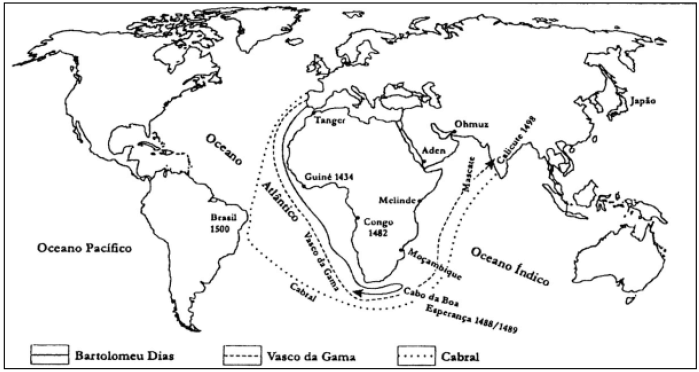 Japão
Tanger
Ohmuz
Calicute 1498
Oceano
Aden
Mascate
Guiné 1434
Atlântico
Melinde
Brasil
1500
Congo
1482
Oceano Pacífico
Vasco da Gama
Moçambique
Oceano Índico
Cabral
Cabo da Boa
Esperança 1488/1489
Bartolomeu Dias
Vasco da Gama
Cabral